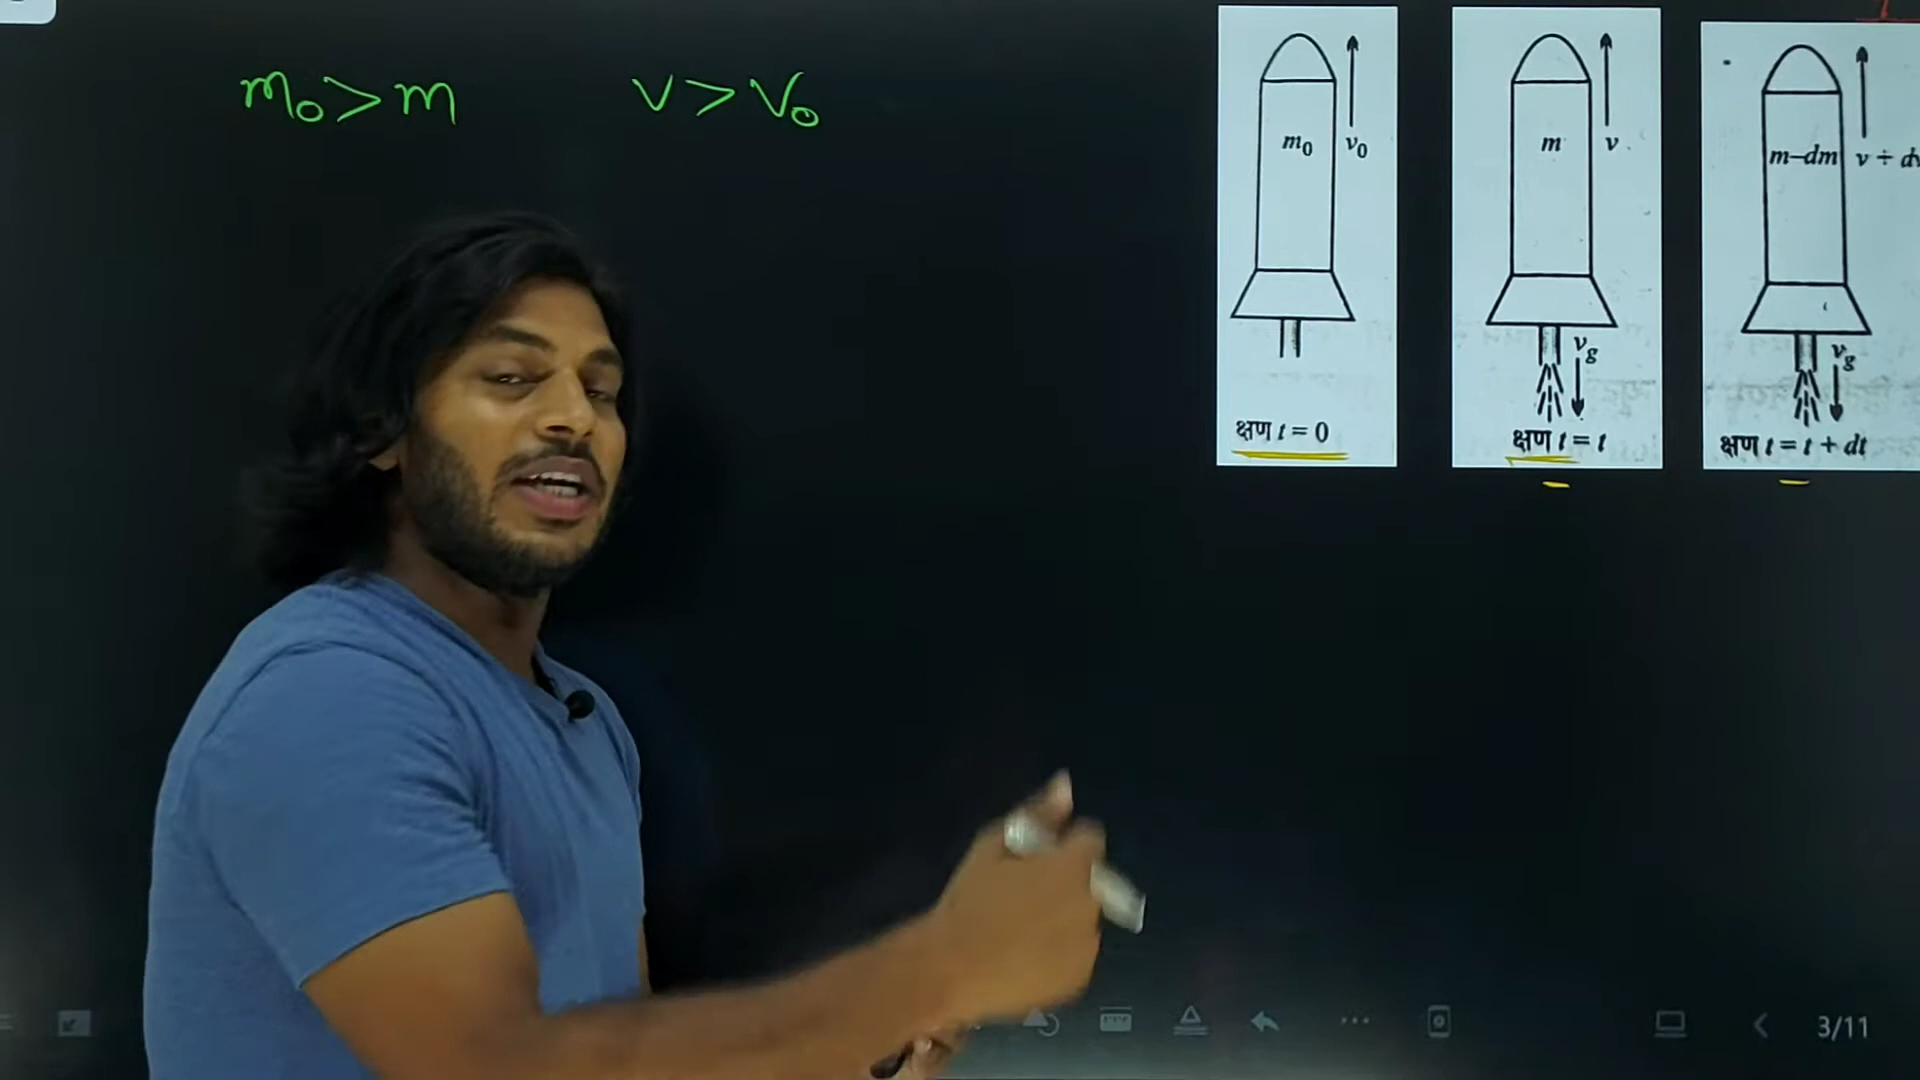 m₀ > m v > v₀
m₀ v₀
क्षण t = 0
m v
v_g
क्षण t = t
m–dm v ÷ dv
v_g
क्षण t = t + dt
3/11